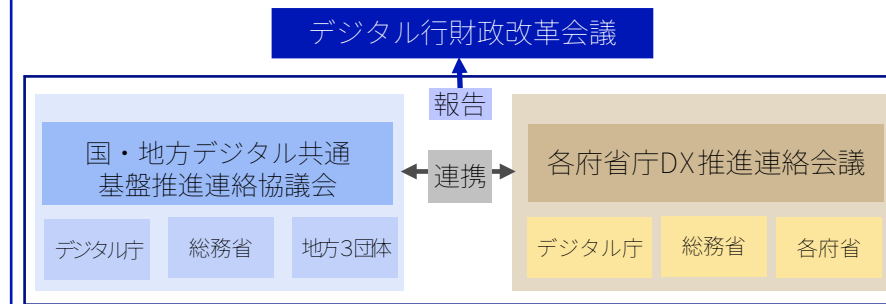 デジタル行財政改革会議
報告
国・地方デジタル共通
基盤推進連絡協議会
連携
各府省庁DX推進連絡会議
デジタル庁
総務省
地方3団体
デジタル庁
総務省
各府省